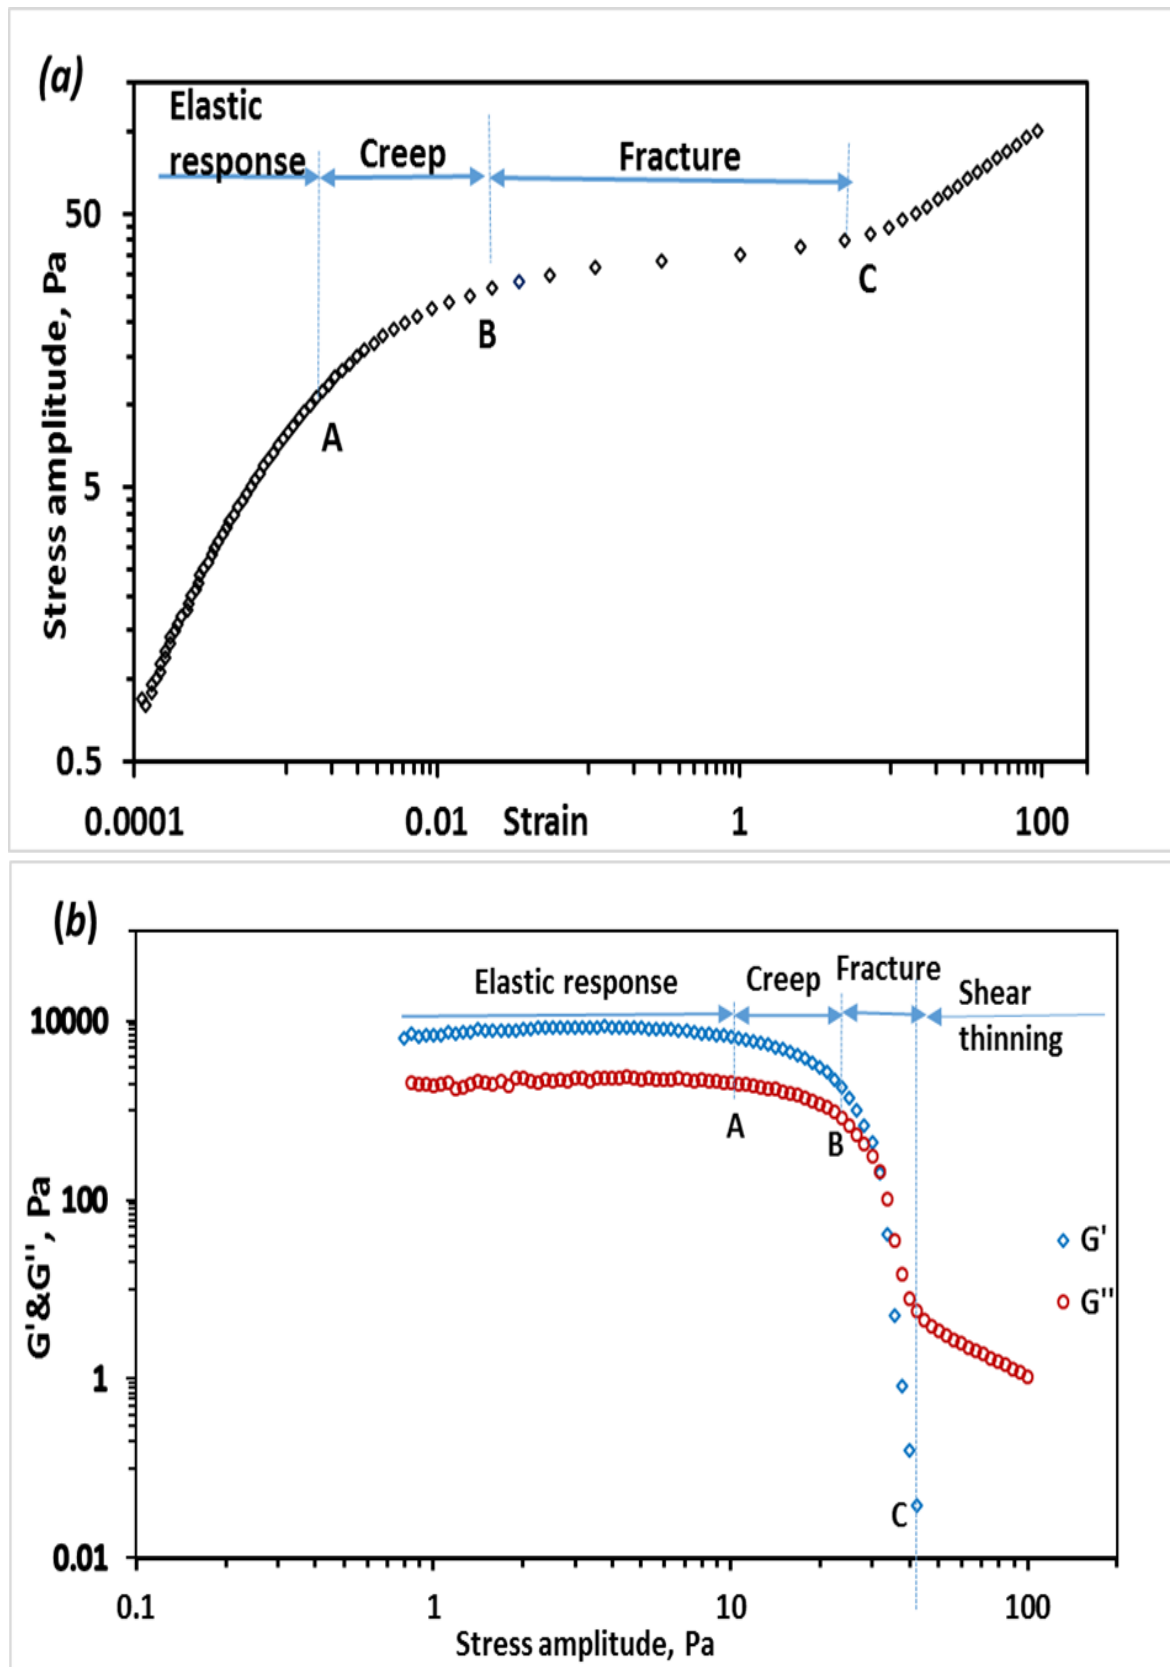 (a)
Elastic
response
Creep
Fracture
50
5
0.5
Stress amplitude, Pa
A
B
C
0.0001
0.01
Strain
1
100
(b)
Elastic response
Creep
Fracture
Shear
thinning
10000
100
1
0.01
G'&G'', Pa
A
B
C
G'
G''
0.1
1
10
100
Stress amplitude, Pa